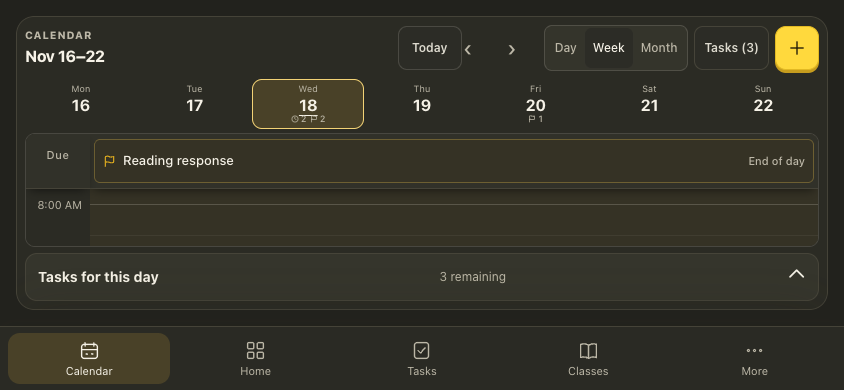 CALENDAR
Nov 16–22
Today
Day Week Month
Tasks (3)
Mon Tue Wed Thu Fri Sat Sun
16 17 18 19 20 21 22
2 2 1
Due
Reading response
End of day
8:00 AM
Tasks for this day
3 remaining
Calendar Home Tasks Classes More